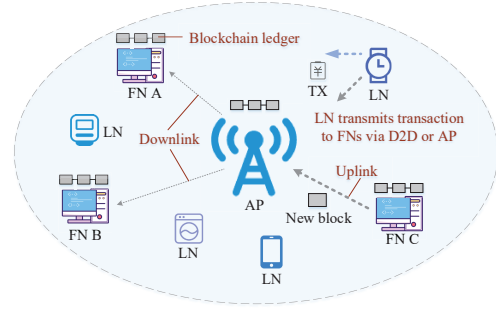 Blockchain ledger
FN A
TX
LN
LN
LN transmits transaction
to FNs via D2D or AP
Downlink
Uplink
AP
New block
FN B
FN C
LN
LN